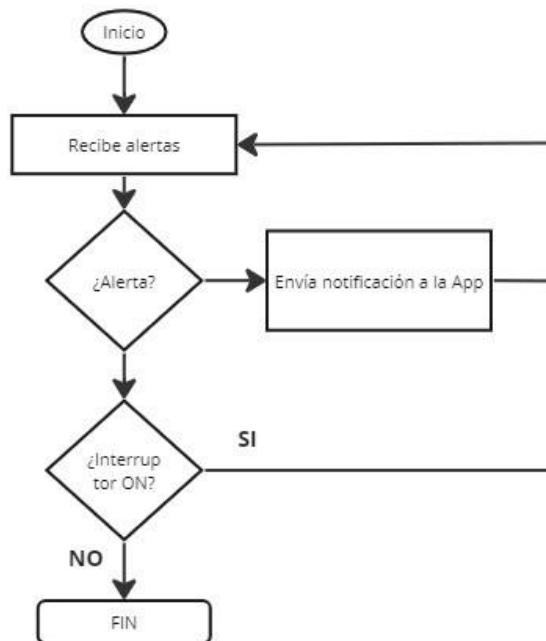 Inicio
Recibe alertas
¿Alerta?
Envía notificación a la App
¿Interrup
tor ON?
SI
NO
FIN